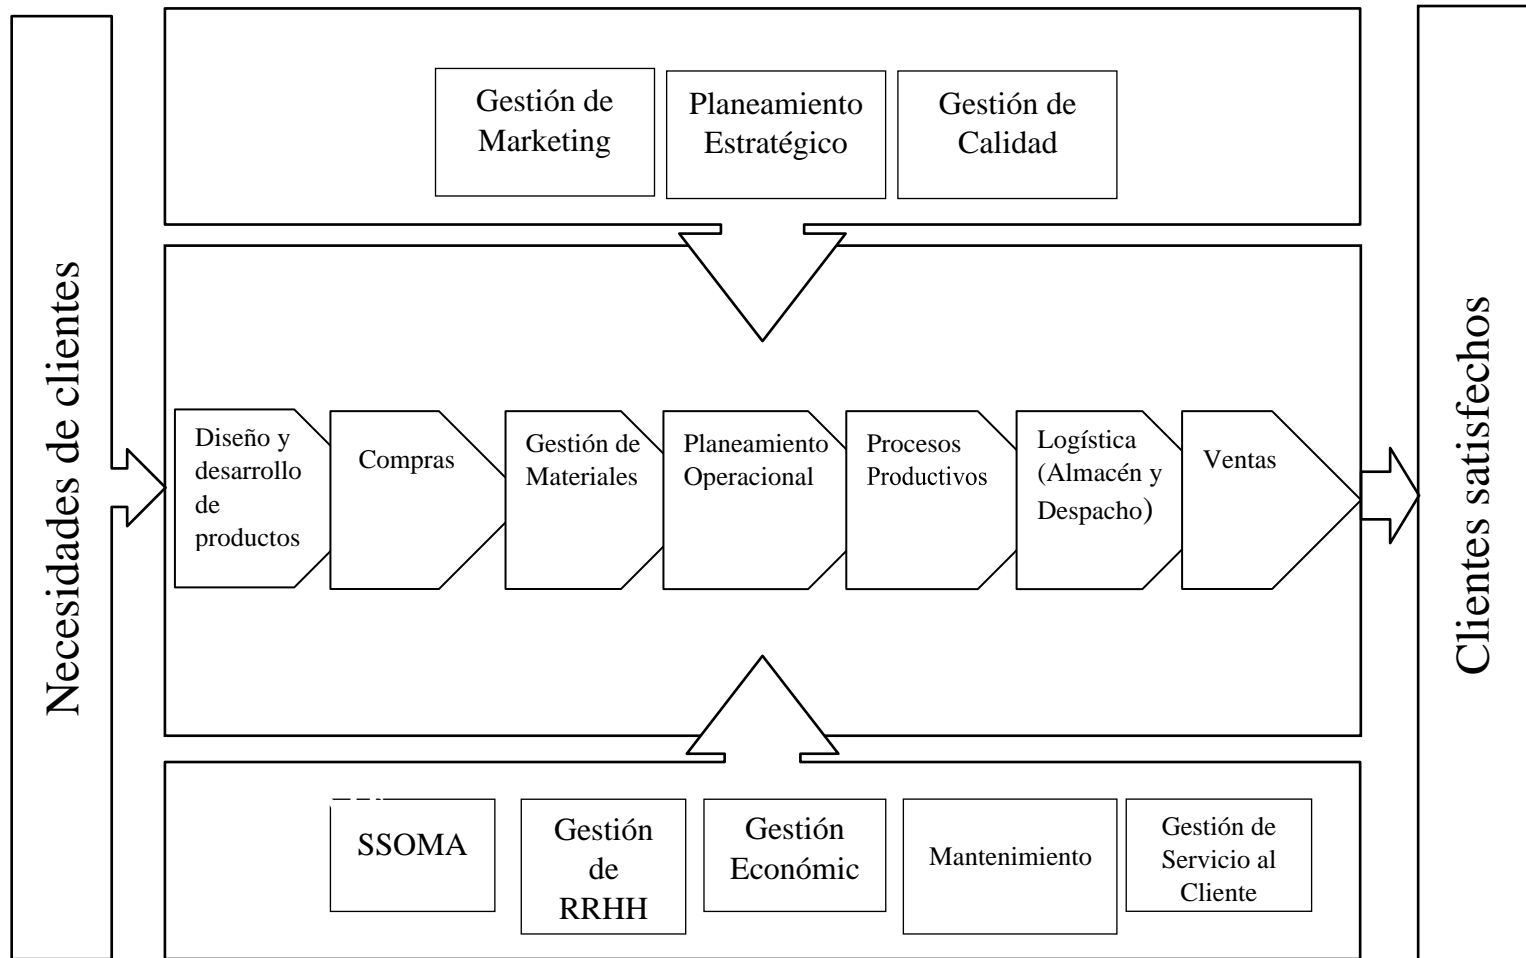 Necesidades de clientes
Gestión de
Marketing
Planeamiento
Estratégico
Gestión de
Calidad
Diseño y
desarrollo
de
productos
Compras
Gestión de
Materiales
Planeamiento
Operacional
Procesos
Productivos
Logística
(Almacén y
Despacho)
Ventas
SSOMA
Gestión
de
RRHH
Gestión
Económic
Mantenimiento
Gestión de
Servicio al
Cliente
Clientes satisfechos